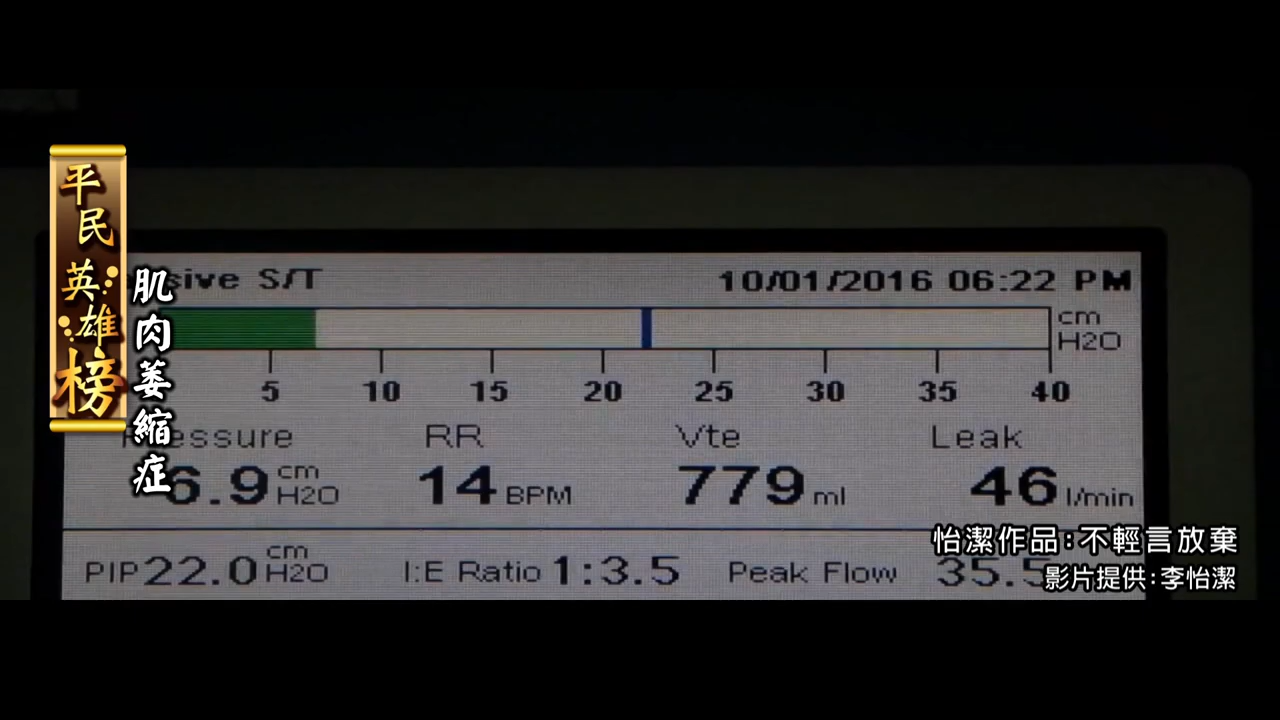 平民英雄榜
肌肉萎縮症
sive S/T
10/01/2016 06:22 PM
cm
H2O
5 10 15 20 25 30 35 40
Pressure RR Vte Leak
6.9 cm H2O 14 BPM 779 ml 46 l/min
PIP 22.0 cm H2O I:E Ratio 1:3.5 Peak Flow 35.5
怡潔作品:不輕言放棄
影片提供:李怡潔